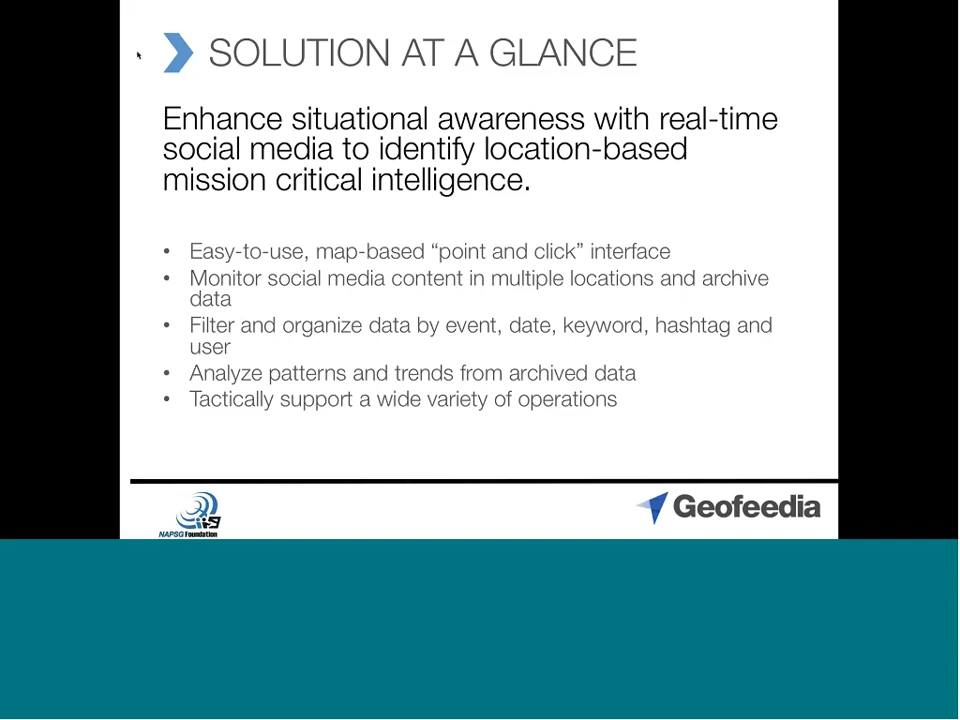 SOLUTION AT A GLANCE
Enhance situational awareness with real-time
social media to identify location-based
mission critical intelligence.
• Easy-to-use, map-based “point and click” interface
• Monitor social media content in multiple locations and archive
data
• Filter and organize data by event, date, keyword, hashtag and
user
• Analyze patterns and trends from archived data
• Tactically support a wide variety of operations
NAPSG Foundation
Geofeedia